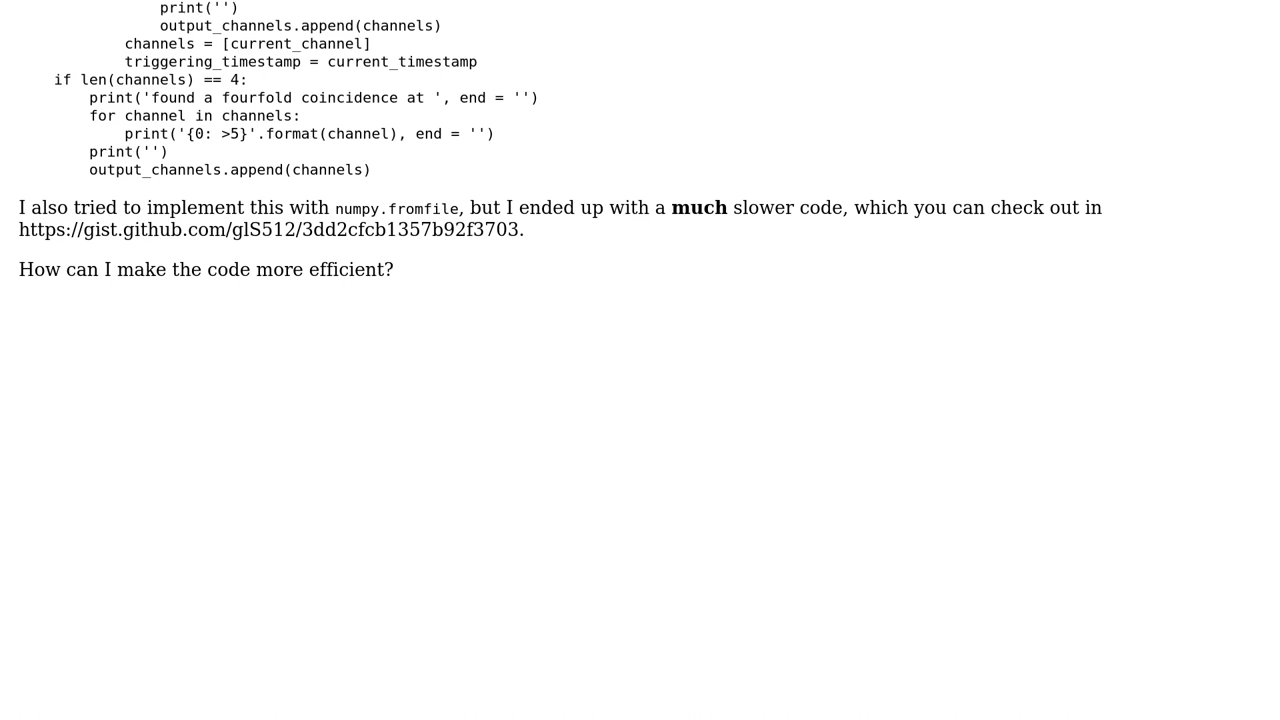 print('')
                output_channels.append(channels)
            channels = [current_channel]
            triggering_timestamp = current_timestamp
    if len(channels) == 4:
        print('found a fourfold coincidence at ', end = '')
        for channel in channels:
            print('{0: >5}'.format(channel), end = '')
        print('')
        output_channels.append(channels)
I also tried to implement this with numpy.fromfile, but I ended up with a much slower code, which you can check out in
https://gist.github.com/glS512/3dd2cfcb1357b92f3703.
How can I make the code more efficient?